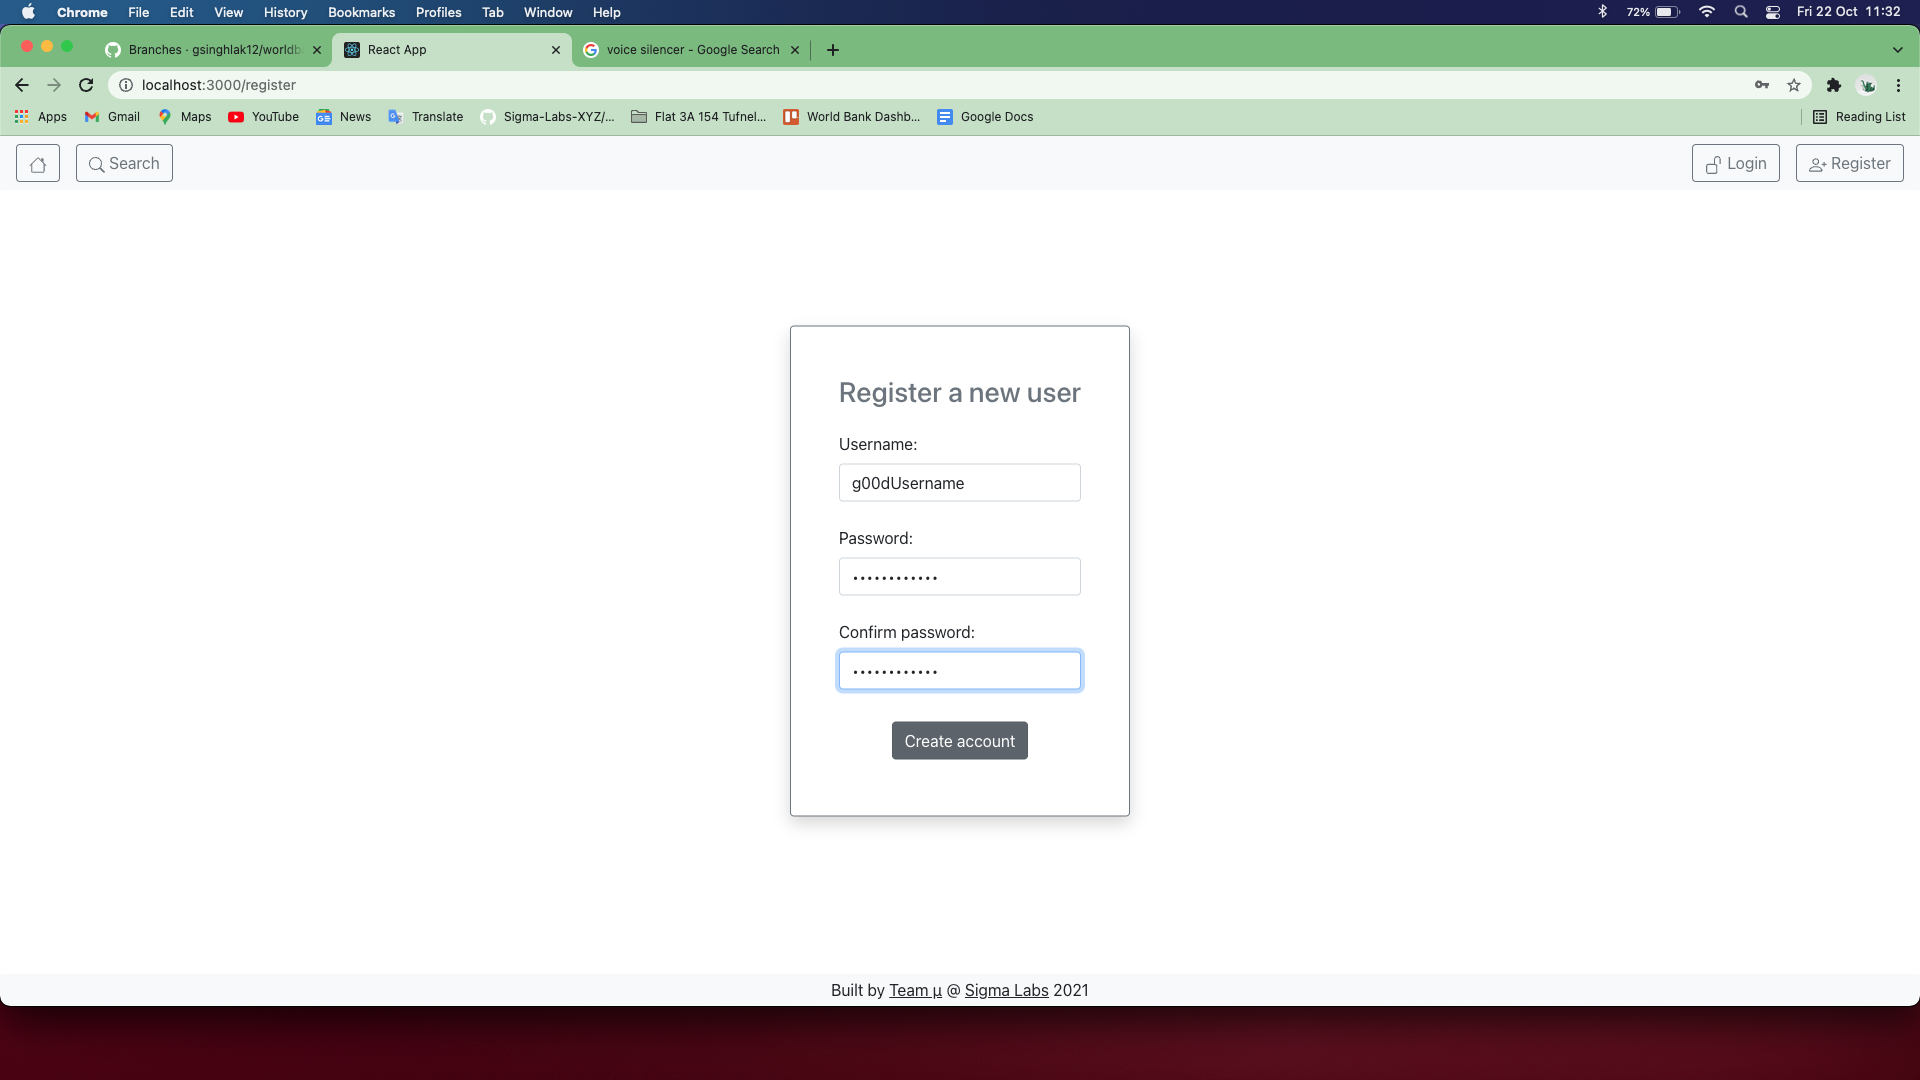 Chrome File Edit View History Bookmarks Profiles Tab Window Help 72% Fri 22 Oct 11:32
Branches · gsinghlak12/worldb React App voice silencer - Google Search
localhost:3000/register
Apps Gmail Maps YouTube News Translate Sigma-Labs-XYZ/... Flat 3A 154 Tufnel... World Bank Dashb... Google Docs Reading List
Search Login Register
Register a new user
Username:
g00dUsername
Password:
••••••••••••
Confirm password:
••••••••••••
Create account
Built by Team µ @ Sigma Labs 2021